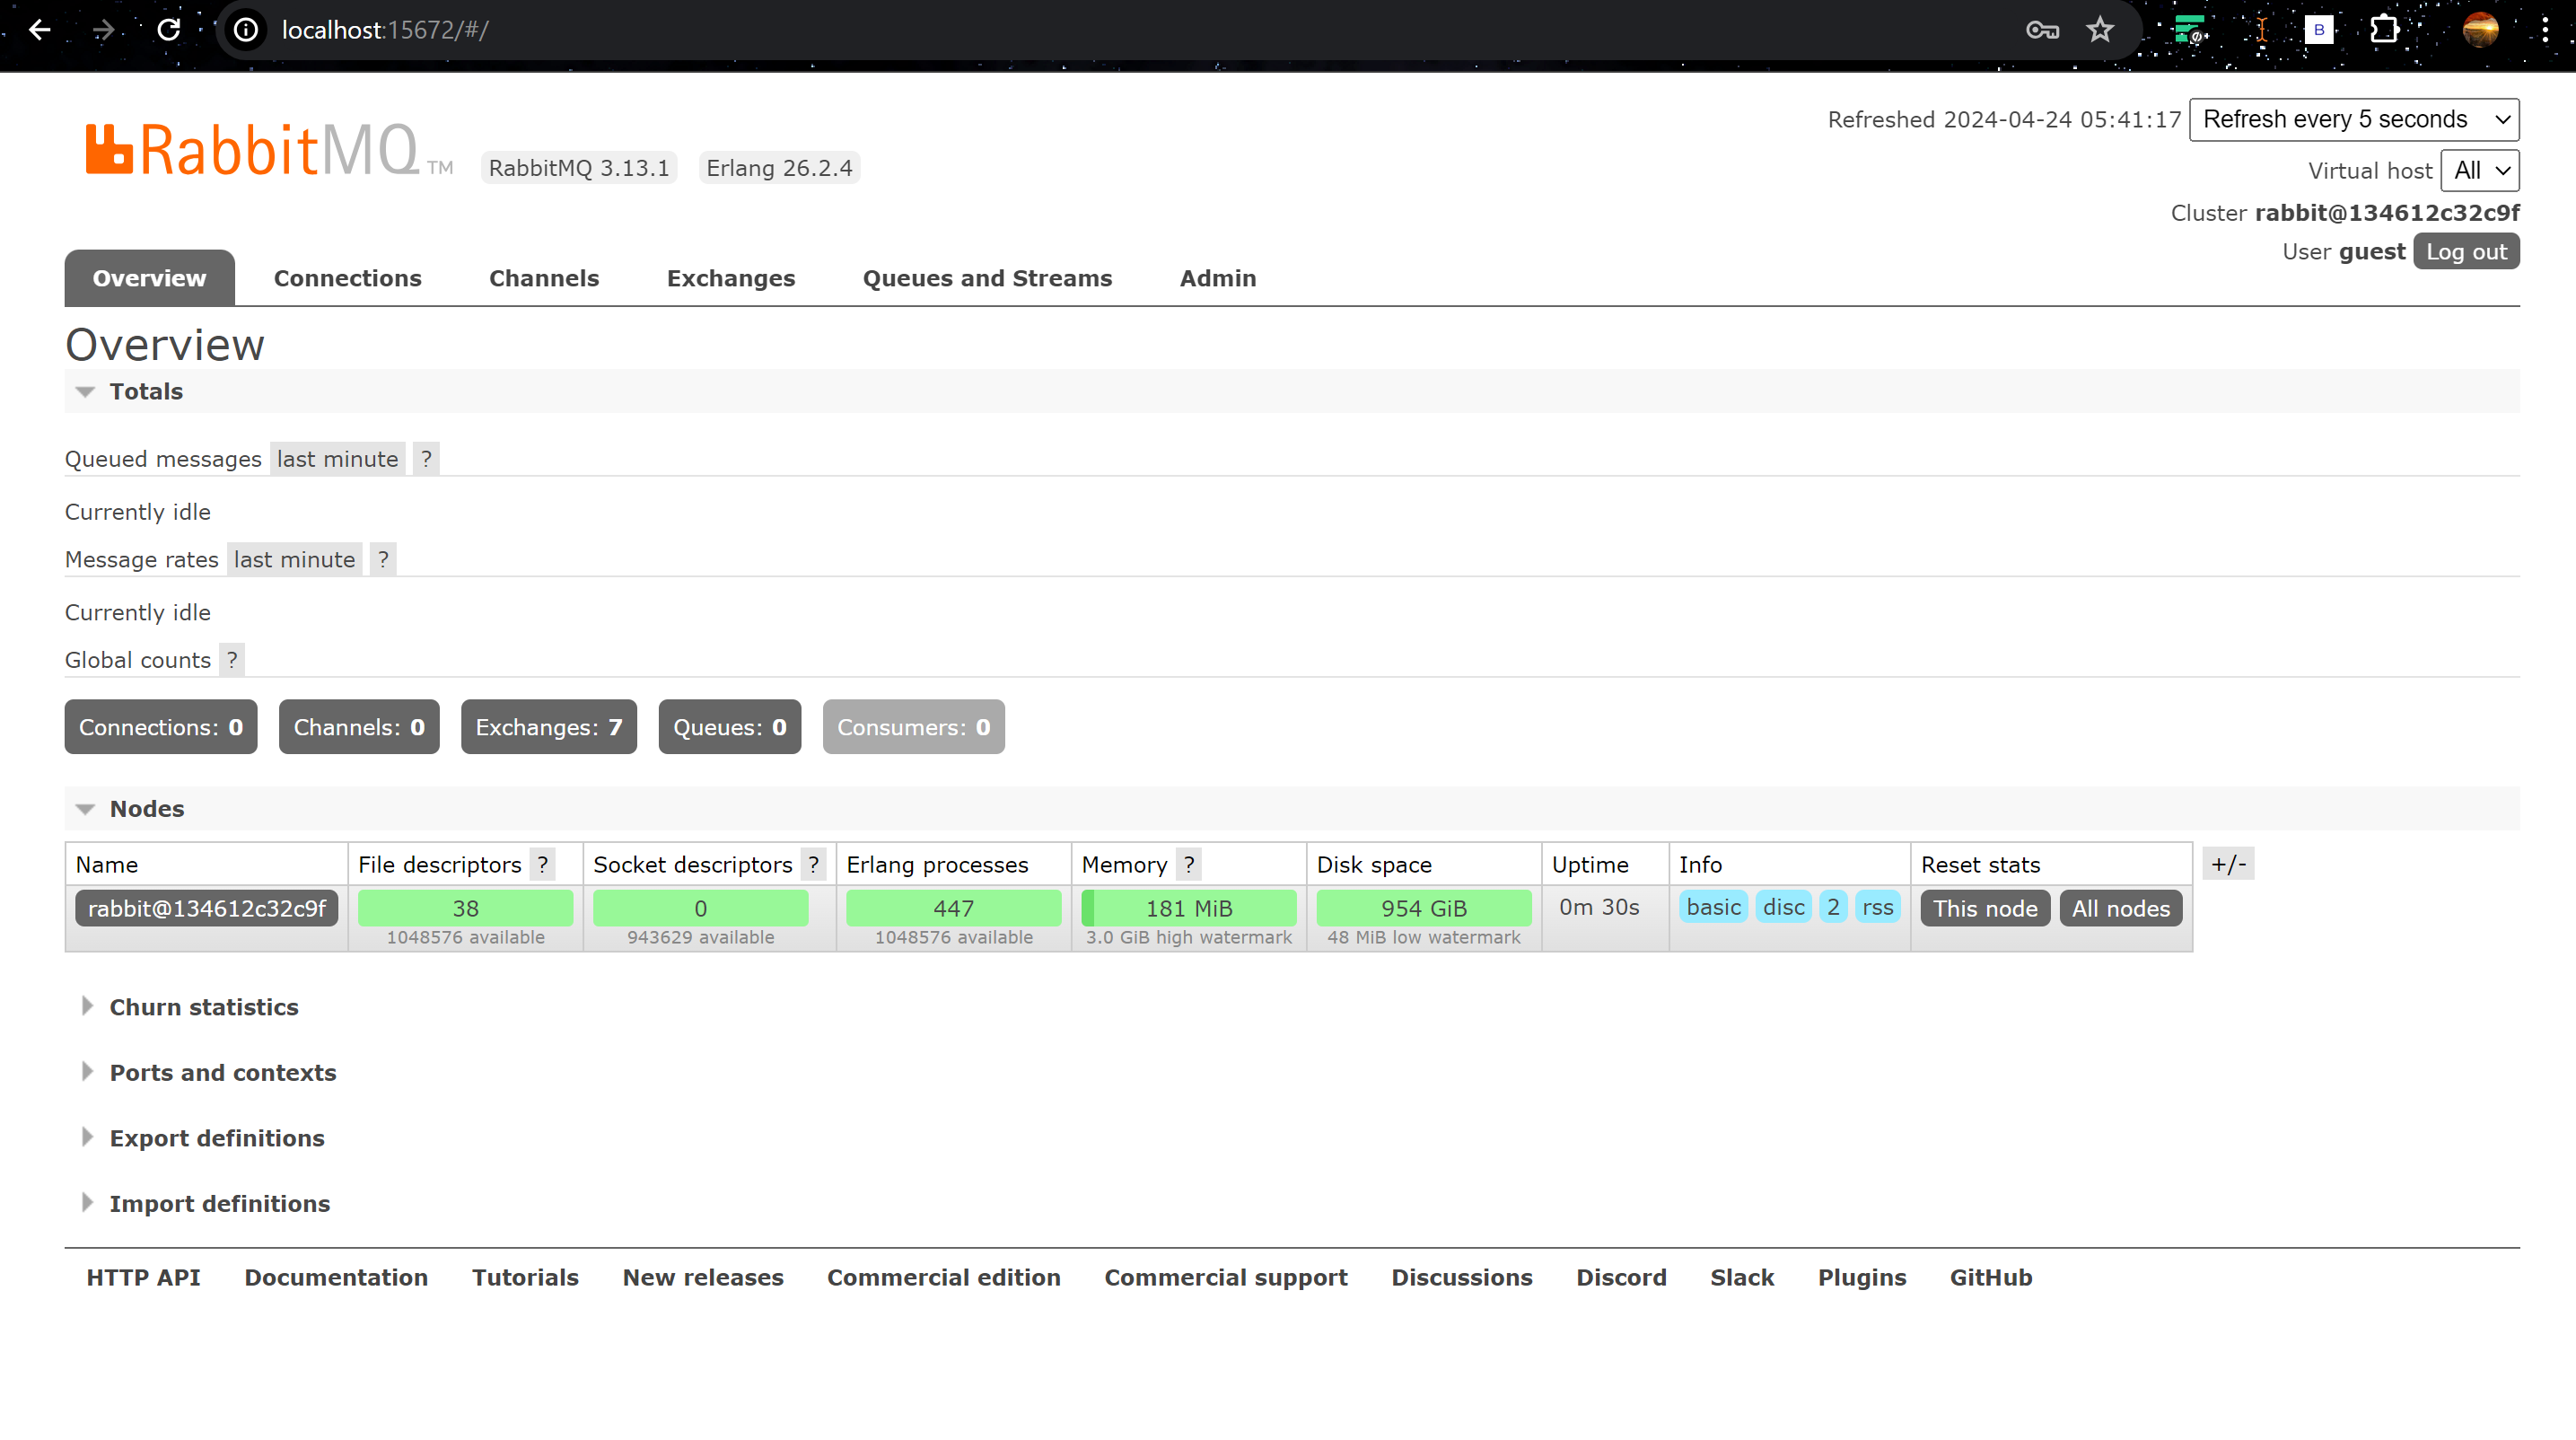 localhost:15672/#/
B
Refreshed 2024-04-24 05:41:17 Refresh every 5 seconds
RabbitMQ TM RabbitMQ 3.13.1 Erlang 26.2.4
Virtual host All
Cluster rabbit@134612c32c9f
User guest Log out
Overview Connections Channels Exchanges Queues and Streams Admin
Overview
Totals
Queued messages last minute ?
Currently idle
Message rates last minute ?
Currently idle
Global counts ?
Connections: 0 Channels: 0 Exchanges: 7 Queues: 0 Consumers: 0
Nodes
Name File descriptors ? Socket descriptors ? Erlang processes Memory ? Disk space Uptime Info Reset stats +/-
rabbit@134612c32c9f 38 0 447 181 MiB 954 GiB 0m 30s basic disc 2 rss This node All nodes
1048576 available 943629 available 1048576 available 3.0 GiB high watermark 48 MiB low watermark
Churn statistics
Ports and contexts
Export definitions
Import definitions
HTTP API Documentation Tutorials New releases Commercial edition Commercial support Discussions Discord Slack Plugins GitHub